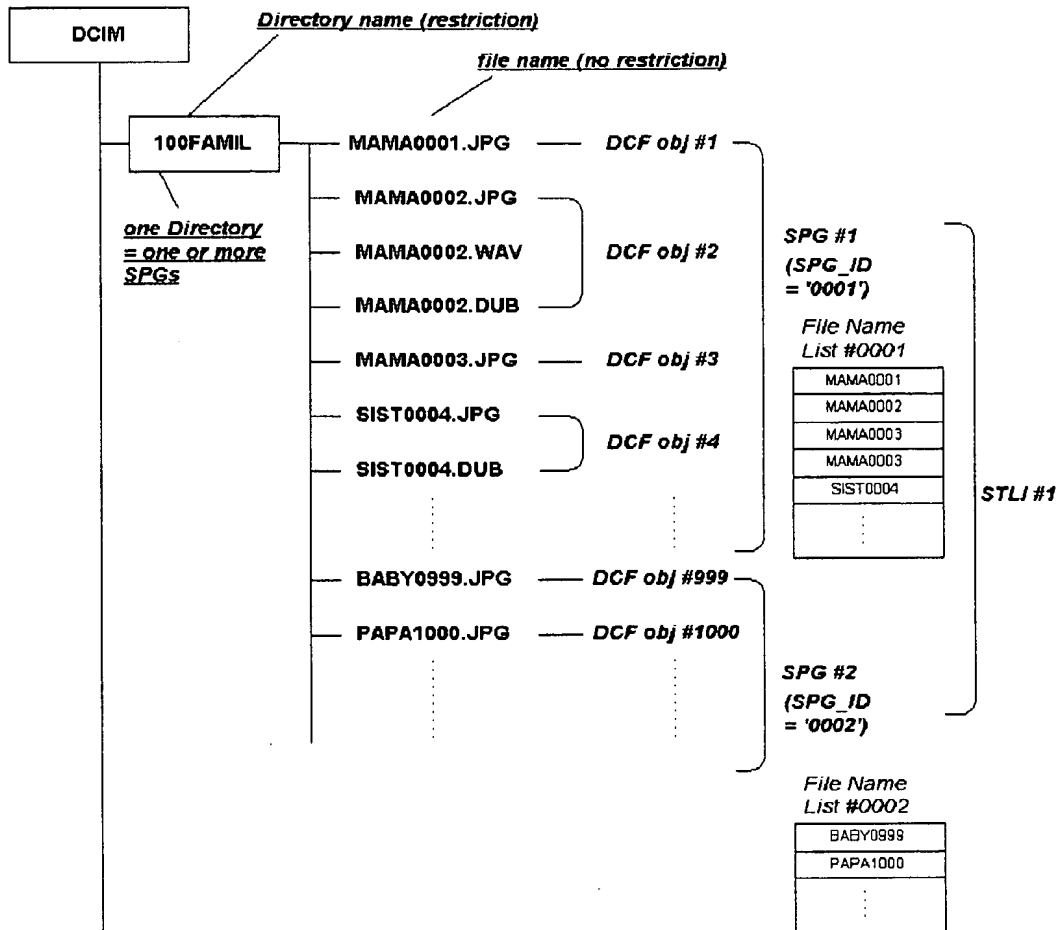 DCIM
Directory name (restriction)
file name (no restriction)
100FAMIL
one Directory
= one or more
SPGs
MAMA0001.JPG
DCF obj #1
MAMA0002.JPG
MAMA0002.WAV
DCF obj #2
MAMA0002.DUB
MAMA0003.JPG
DCF obj #3
SIST0004.JPG
DCF obj #4
SIST0004.DUB
SPG #1
(SPG_ID
= '0001')
File Name
List #0001
MAMA0001
MAMA0002
MAMA0003
MAMA0003
SIST0004
STLI #1
BABY0999.JPG
DCF obj #999
PAPA1000.JPG
DCF obj #1000
SPG #2
(SPG_ID
= '0002')
File Name
List #0002
BABY0999
PAPA1000